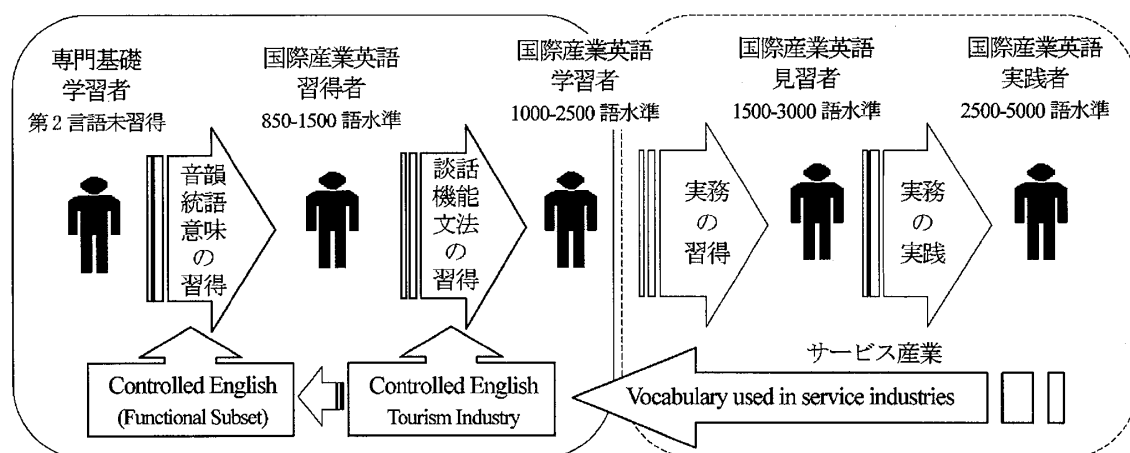 専門基礎
学習者
第2言語未習得
国際産業英語
習得者
850-1500 語水準
国際産業英語
学習者
1000-2500 語水準
国際産業英語
見習者
1500-3000 語水準
国際産業英語
実践者
2500-5000 語水準
音韻
統語
意味
の
習得
談話
機能
文法
の
習得
実務
の
習得
実務
の
実践
サービス産業
Controlled English
(Functional Subset)
Controlled English
Tourism Industry
Vocabulary used in service industries